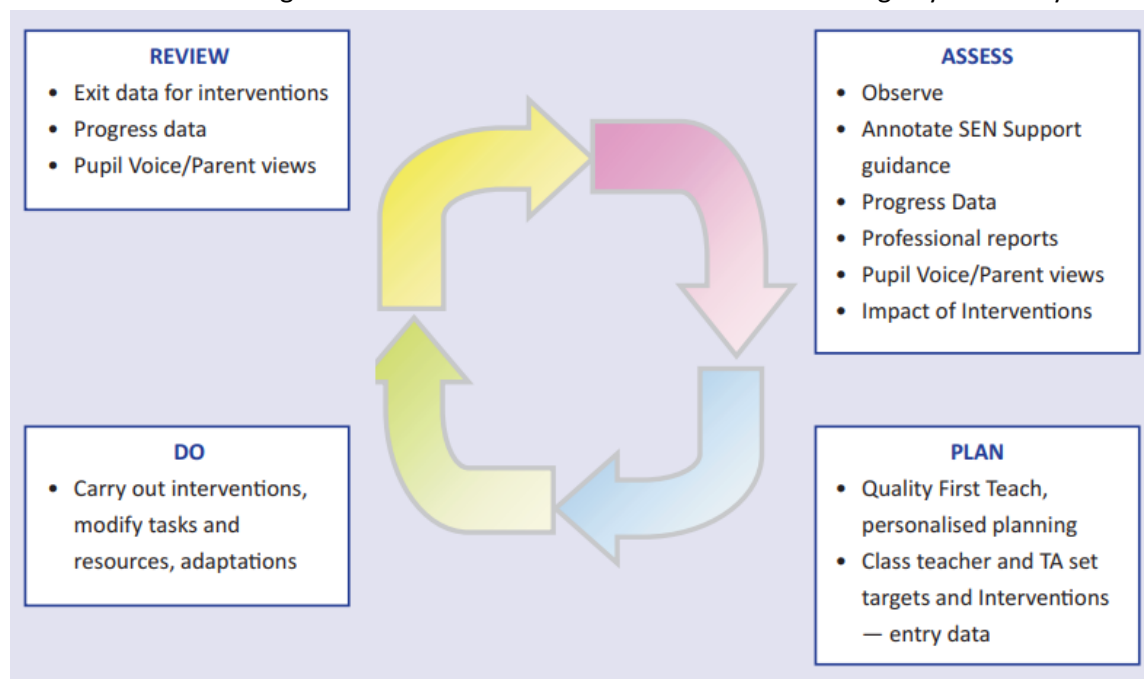 REVIEW
• Exit data for interventions
• Progress data
• Pupil Voice/Parent views
ASSESS
• Observe
• Annotate SEN Support
guidance
• Progress Data
• Professional reports
• Pupil Voice/Parent views
• Impact of Interventions
DO
• Carry out interventions,
modify tasks and
resources, adaptations
PLAN
• Quality First Teach,
personalised planning
• Class teacher and TA set
targets and Interventions
— entry data